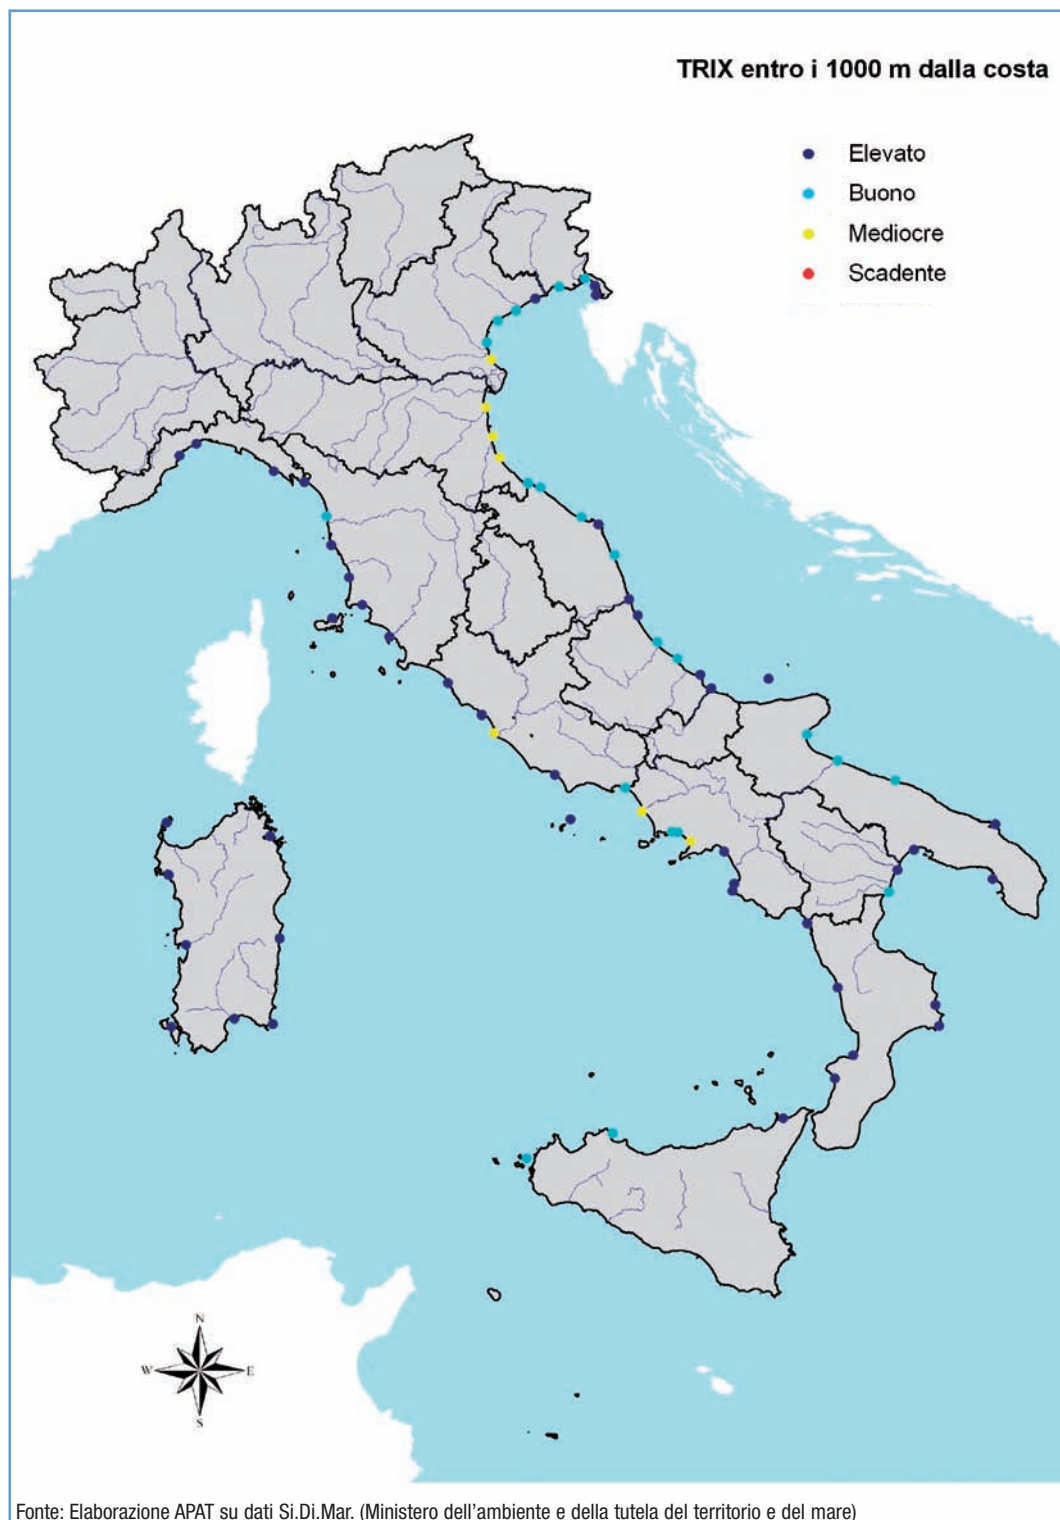 TRIX entro i 1000 m dalla costa
Elevato
Buono
Mediocre
Scadente
N
W
E
S
Fonte: Elaborazione APAT su dati Si.Di.Mar. (Ministero dell'ambiente e della tutela del territorio e del mare)